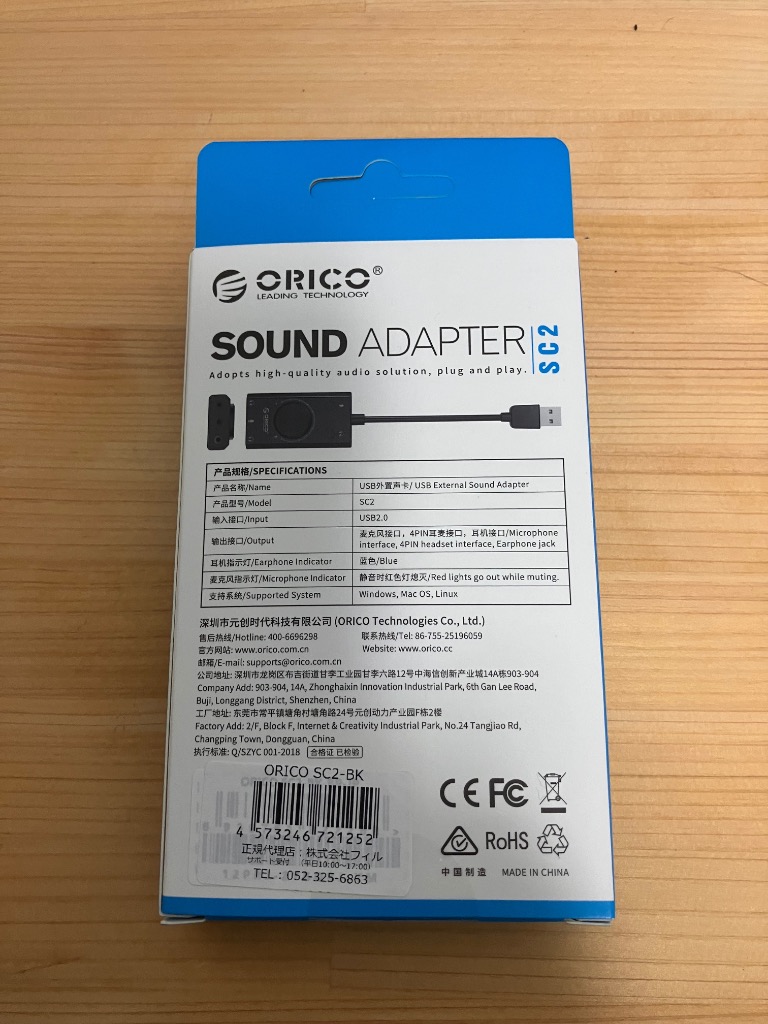 ORICO®
LEADING TECHNOLOGY
SOUND ADAPTER SC2
Adopts high-quality audio solution, plug and play.
ORICO
产品规格/SPECIFICATIONS
产品名称/Name USB外置声卡/ USB External Sound Adapter
产品型号/Model SC2
输入接口/Input USB2.0
输出接口/Output 麦克风接口，4PIN耳麦接口，耳机接口/Microphone
interface, 4PIN headset interface, Earphone jack
耳机指示灯/Earphone Indicator 蓝色/Blue
麦克风指示灯/Microphone Indicator 静音时红色灯熄灭/Red lights go out while muting.
支持系统/Supported System Windows, Mac OS, Linux
深圳市元创时代科技有限公司 (ORICO Technologies Co., Ltd.)
售后热线/Hotline: 400-6696298 联系热线/Tel: 86-755-25196059
官方网站: www.orico.com.cn Website: www.orico.cc
邮箱/E-mail: supports@orico.com.cn
公司地址: 深圳市龙岗区布吉街道甘李工业园甘李六路12号中海信创新产业城14A栋903-904
Company Add: 903-904, 14A, Zhonghaixin Innovation Industrial Park, 6th Gan Lee Road,
Buji, Longgang District, Shenzhen, China
工厂地址: 东莞市常平镇塘角村塘角路24号元创动力产业园F栋2楼
Factory Add: 2/F, Block F, Internet & Creativity Industrial Park, No.24 Tangjiao Rd,
Changping Town, Dongguan, China
执行标准: Q/SZYC 001-2018 合格证 已检验
ORICO SC2-BK
4 573246 721252
正規代理店：株式会社フィル
サポート受付 (平日10:00～17:00)
TEL：052-325-6863
CE FC
RoHS
中国制造 MADE IN CHINA